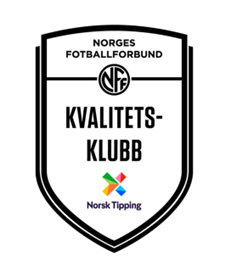 NORGES
FOTBALLFORBUND
NFF
KVALITETS-
KLUBB
Norsk Tipping